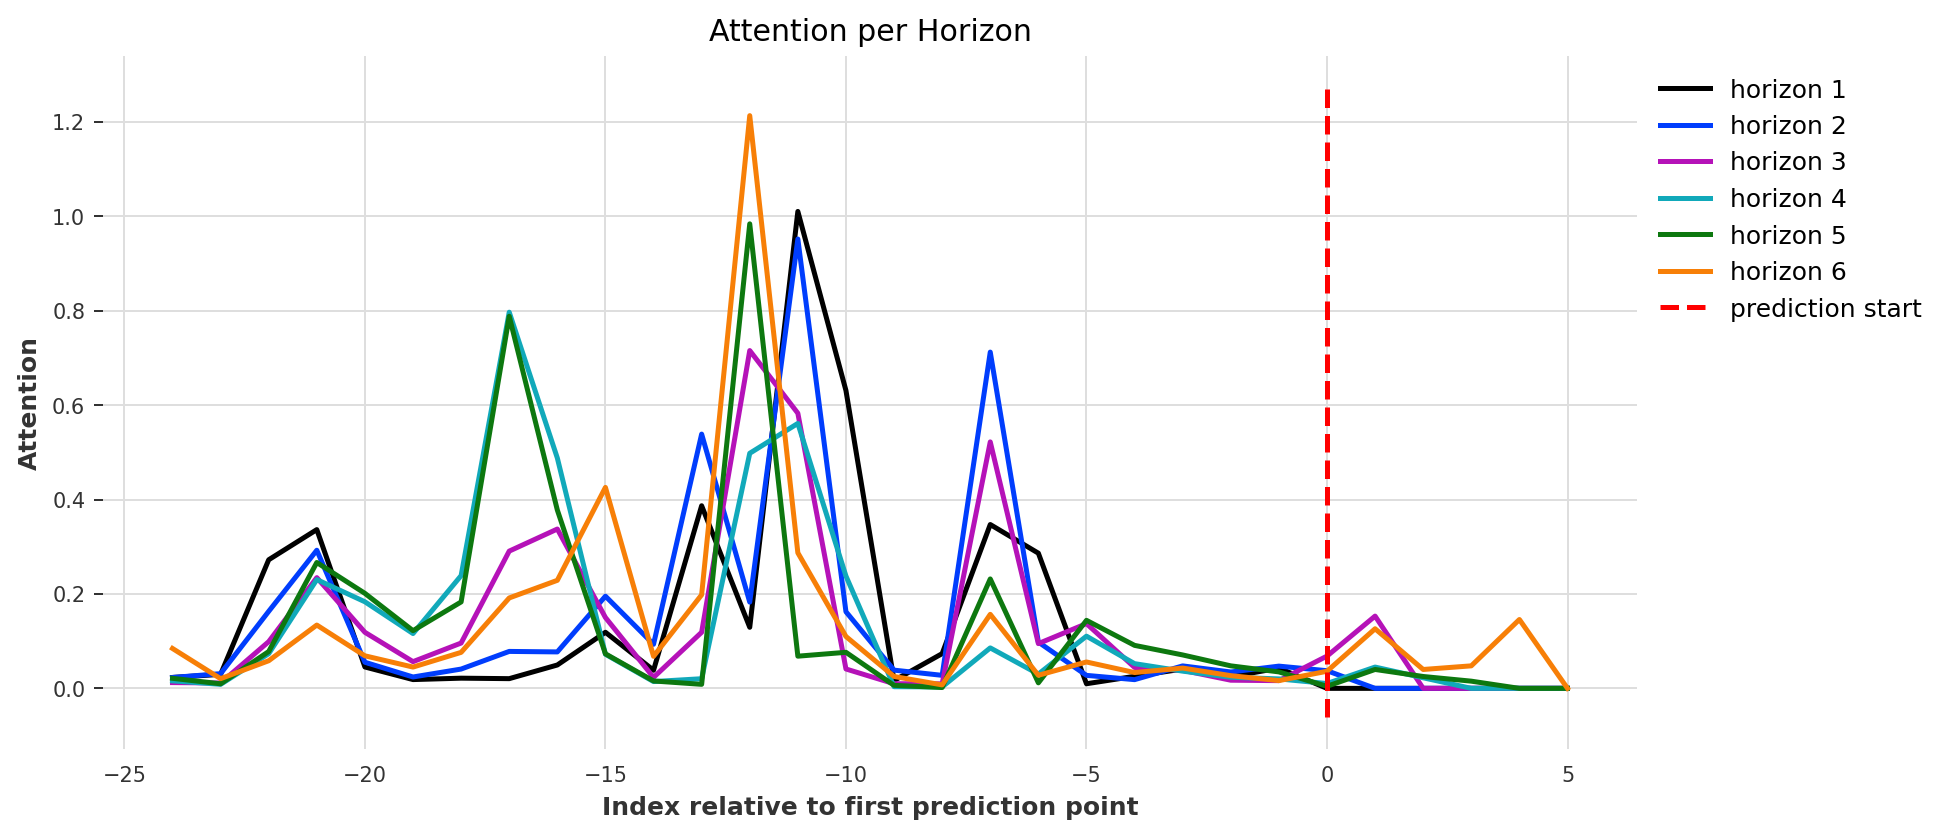 Attention per Horizon
Attention
1.2
1.0
0.8
0.6
0.4
0.2
0.0
−25
−20
−15
−10
−5
0
5
Index relative to first prediction point
horizon 1
horizon 2
horizon 3
horizon 4
horizon 5
horizon 6
prediction start